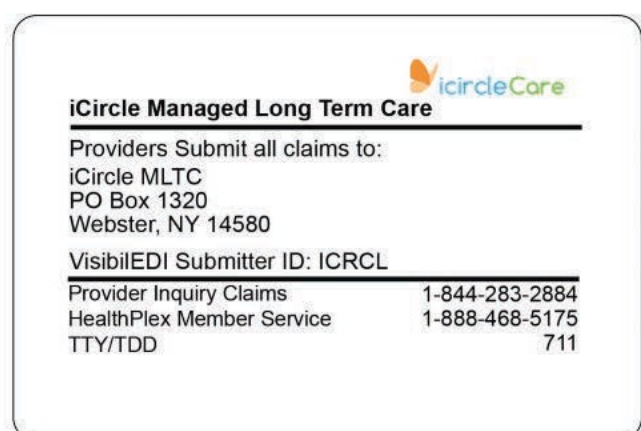 icircleCare
iCircle Managed Long Term Care
Providers Submit all claims to:
iCircle MLTC
PO Box 1320
Webster, NY 14580
VisibilEDI Submitter ID: ICRCL
Provider Inquiry Claims 1-844-283-2884
HealthPlex Member Service 1-888-468-5175
TTY/TDD 711